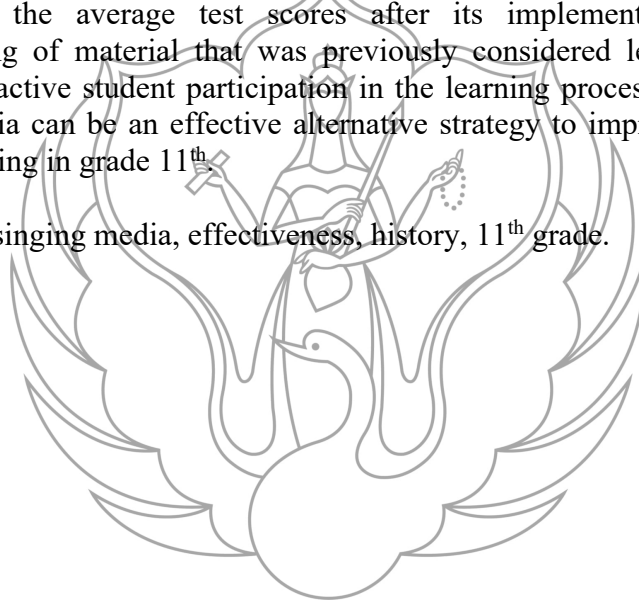 the average test scores after its implement
g of material that was previously considered le
active student participation in the learning proces
ia can be an effective alternative strategy to imp
ing in grade 11th.
singing media, effectiveness, history, 11th grade.